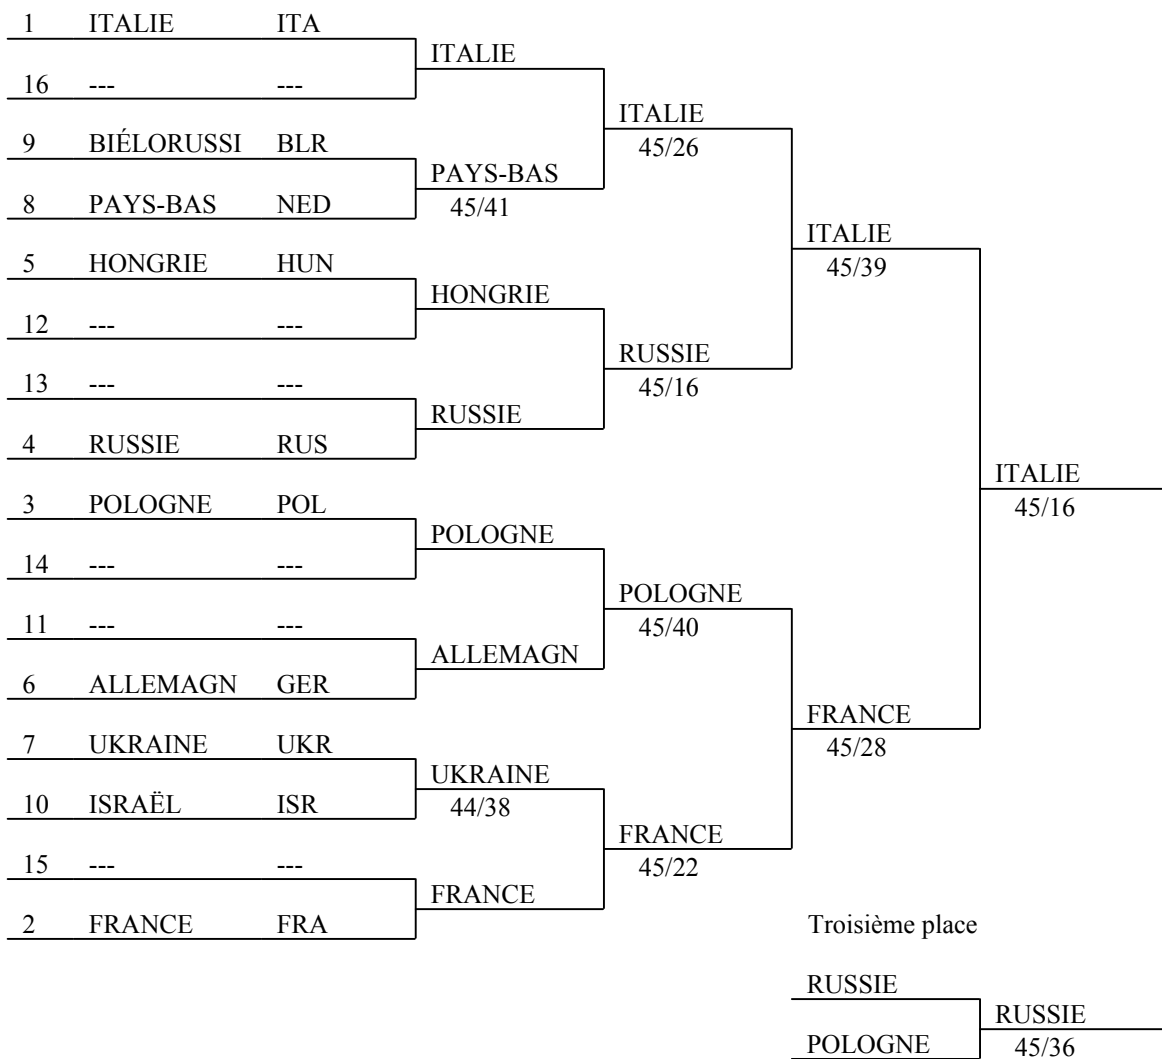 1 ITALIE ITA
ITALIE
16 --- ---
ITALIE
45/26
9 BIÉLORUSSI BLR
PAYS-BAS
45/41
8 PAYS-BAS NED
ITALIE
45/39
5 HONGRIE HUN
HONGRIE
12 --- ---
RUSSIE
45/16
13 --- ---
RUSSIE
4 RUSSIE RUS
ITALIE
45/16
3 POLOGNE POL
POLOGNE
14 --- ---
POLOGNE
45/40
11 --- ---
ALLEMAGN
6 ALLEMAGN GER
FRANCE
45/28
7 UKRAINE UKR
UKRAINE
44/38
10 ISRAËL ISR
FRANCE
45/22
15 --- ---
FRANCE
2 FRANCE FRA
Troisième place
RUSSIE
RUSSIE
45/36
POLOGNE